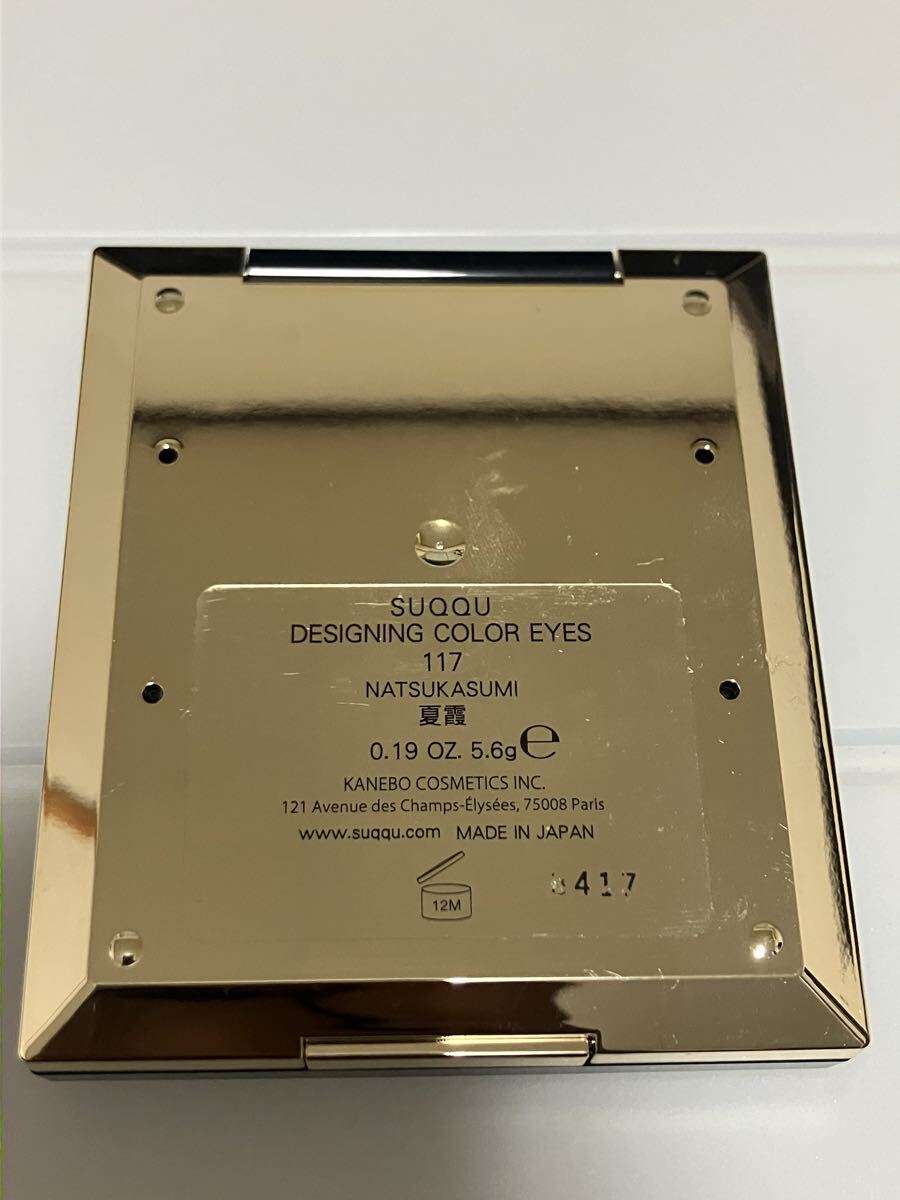 SUQQU
DESIGNING COLOR EYES
117
NATSUKASUMI
夏霞
0.19 OZ. 5.6g ℮
KANEBO COSMETICS INC.
121 Avenue des Champs-Élysées, 75008 Paris
www.suqqu.com MADE IN JAPAN
12M